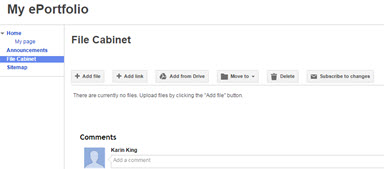 My ePortfolio
Home
My page
Announcements
File Cabinet
Sitemap
File Cabinet
Add file Add link Add from Drive Move to Delete Subscribe to changes
There are currently no files. Upload files by clicking the "Add file" button.
Comments
Karin King
Add a comment